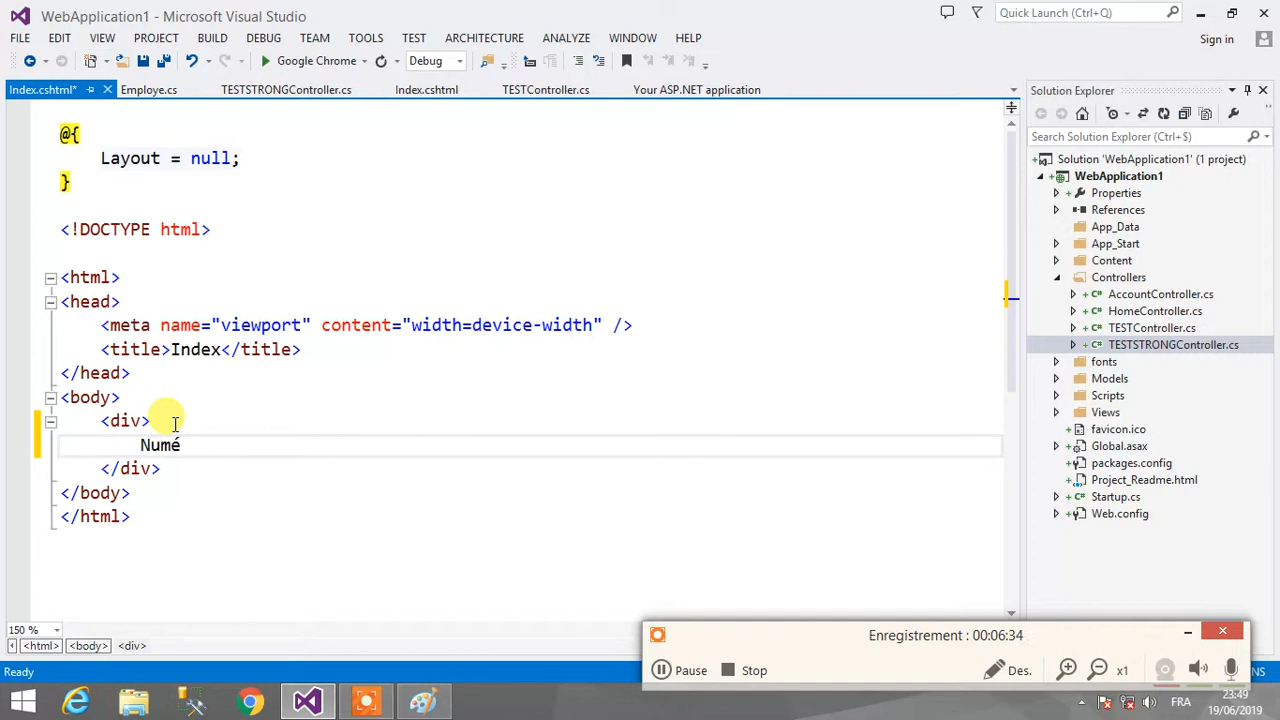 WebApplication1 - Microsoft Visual Studio
Quick Launch (Ctrl+Q)
FILE EDIT VIEW PROJECT BUILD DEBUG TEAM TOOLS TEST ARCHITECTURE ANALYZE WINDOW HELP
Sign in
Google Chrome
Debug
Index.cshtml*
Employe.cs
TESTSTRONGController.cs
Index.cshtml
TESTController.cs
Your ASP.NET application
@{
Layout = null;
}
<!DOCTYPE html>
<html>
<head>
<meta name="viewport" content="width=device-width" />
<title>Index</title>
</head>
<body>
<div>
Numé
</div>
</body>
</html>
150 %
<html> <body> <div>
Ready
Solution Explorer
Search Solution Explorer (Ctrl+$)
Solution 'WebApplication1' (1 project)
WebApplication1
Properties
References
App_Data
App_Start
Content
Controllers
AccountController.cs
HomeController.cs
TESTController.cs
TESTSTRONGController.cs
fonts
Models
Scripts
Views
favicon.ico
Global.asax
packages.config
Project_Readme.html
Startup.cs
Web.config
Enregistrement : 00:06:34
Pause
Stop
Des.
x1
NS
FRA
23:49
19/06/2019